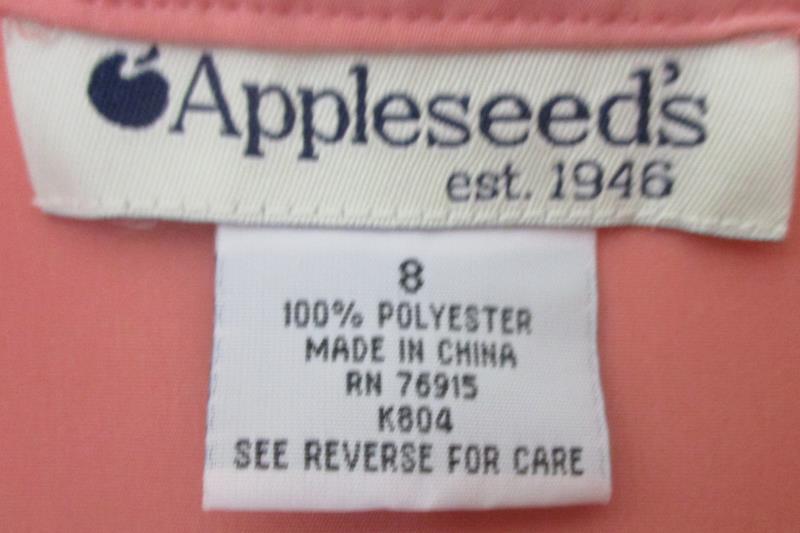 Appleseed's
est. 1946
8
100% POLYESTER
MADE IN CHINA
RN 76915
K804
SEE REVERSE FOR CARE